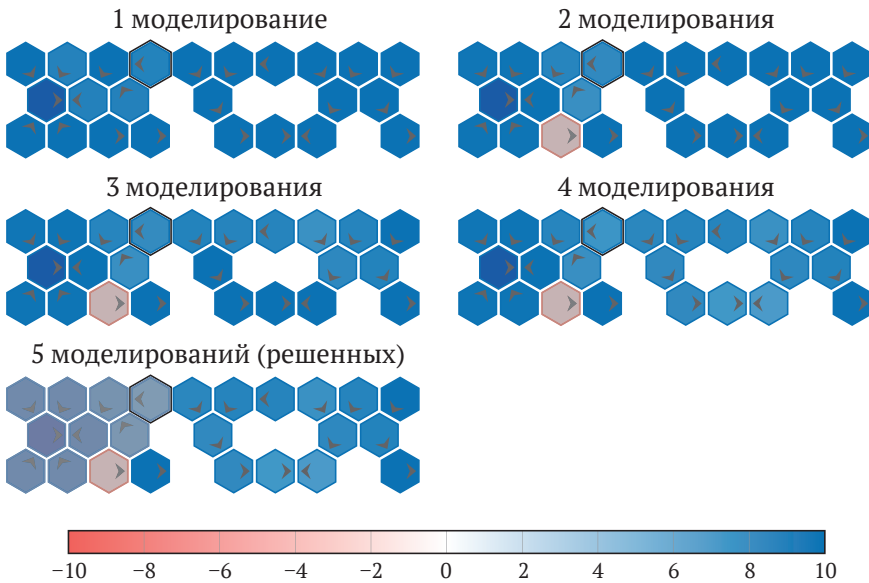 1 моделирование
2 моделирования
3 моделирования
4 моделирования
5 моделирований (решенных)
−10 −8 −6 −4 −2 0 2 4 6 8 10